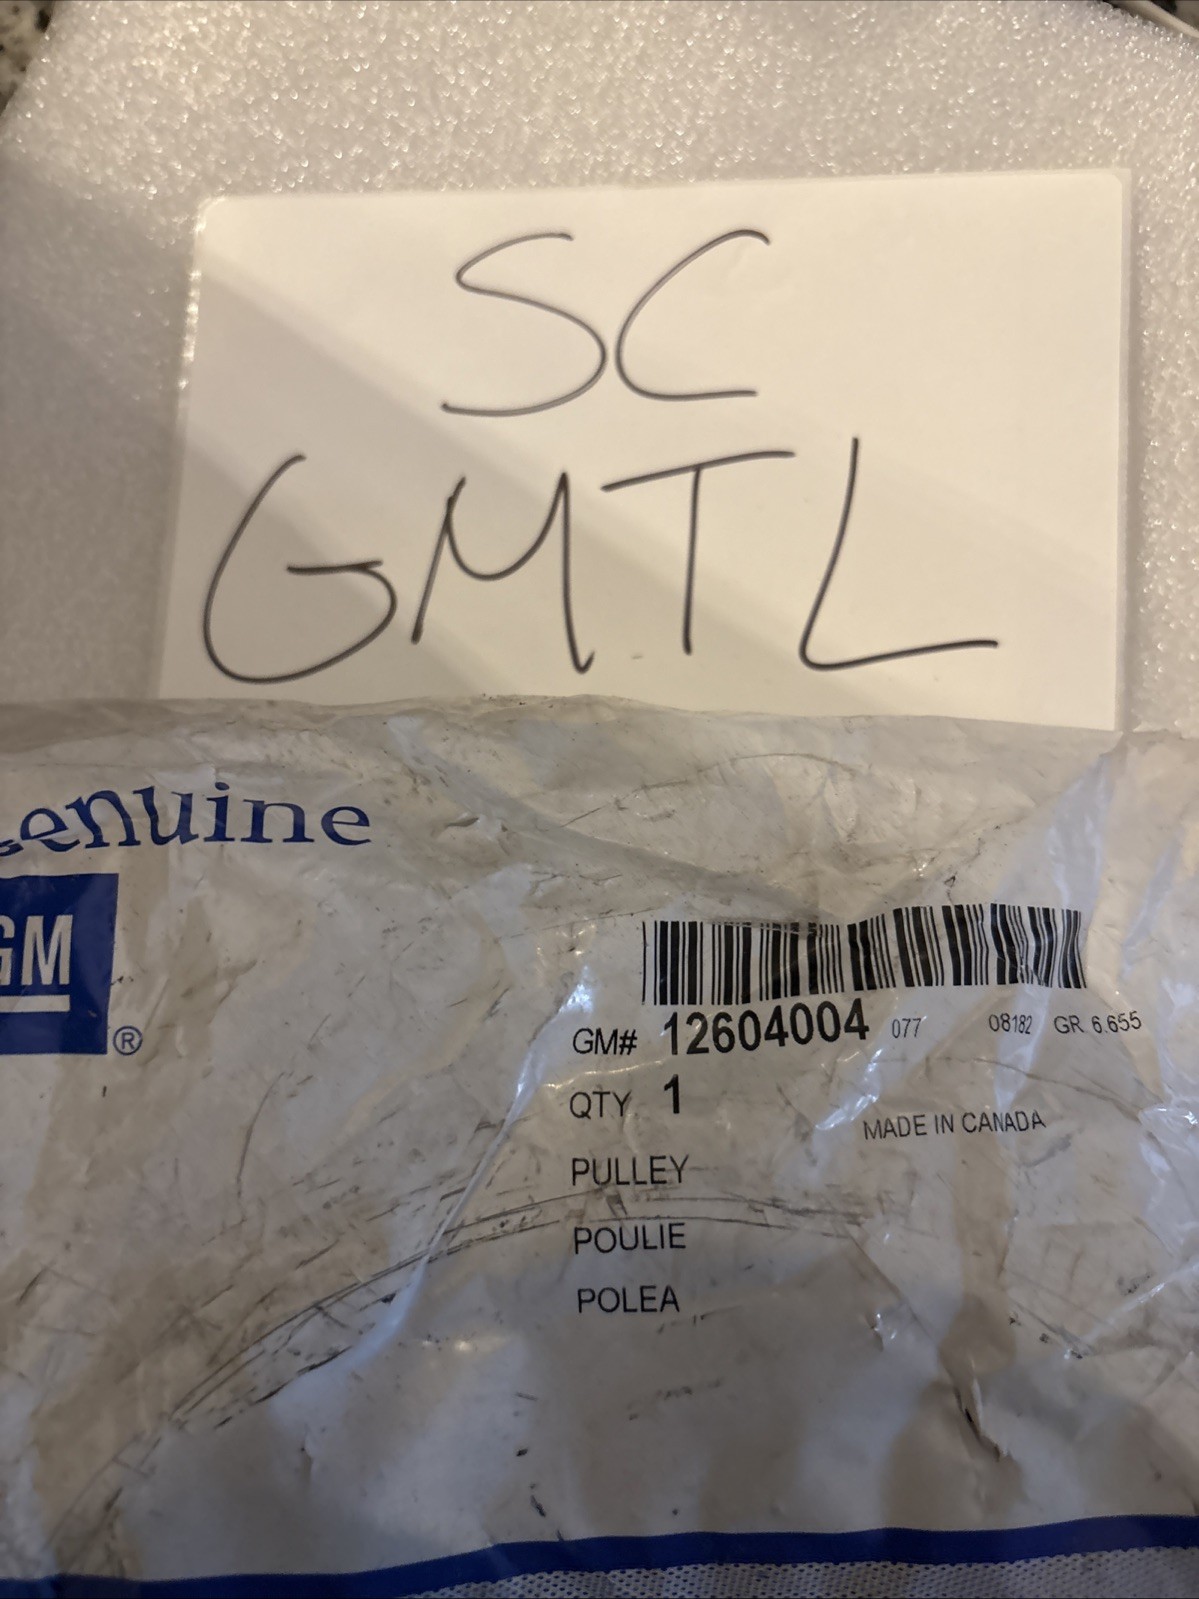 SC
GMTL
Genuine
GM
®
GM# 12604004 077 08182 GR. 6.655
QTY 1
MADE IN CANADA
PULLEY
POULIE
POLEA